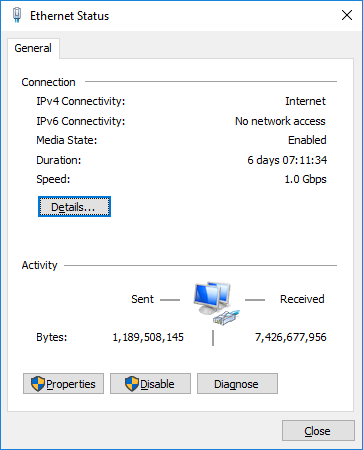 Ethernet Status
General
Connection
IPv4 Connectivity: Internet
IPv6 Connectivity: No network access
Media State: Enabled
Duration: 6 days 07:11:34
Speed: 1.0 Gbps
Details...
Activity
Sent Received
Bytes: 1,189,508,145 7,426,677,956
Properties Disable Diagnose
Close